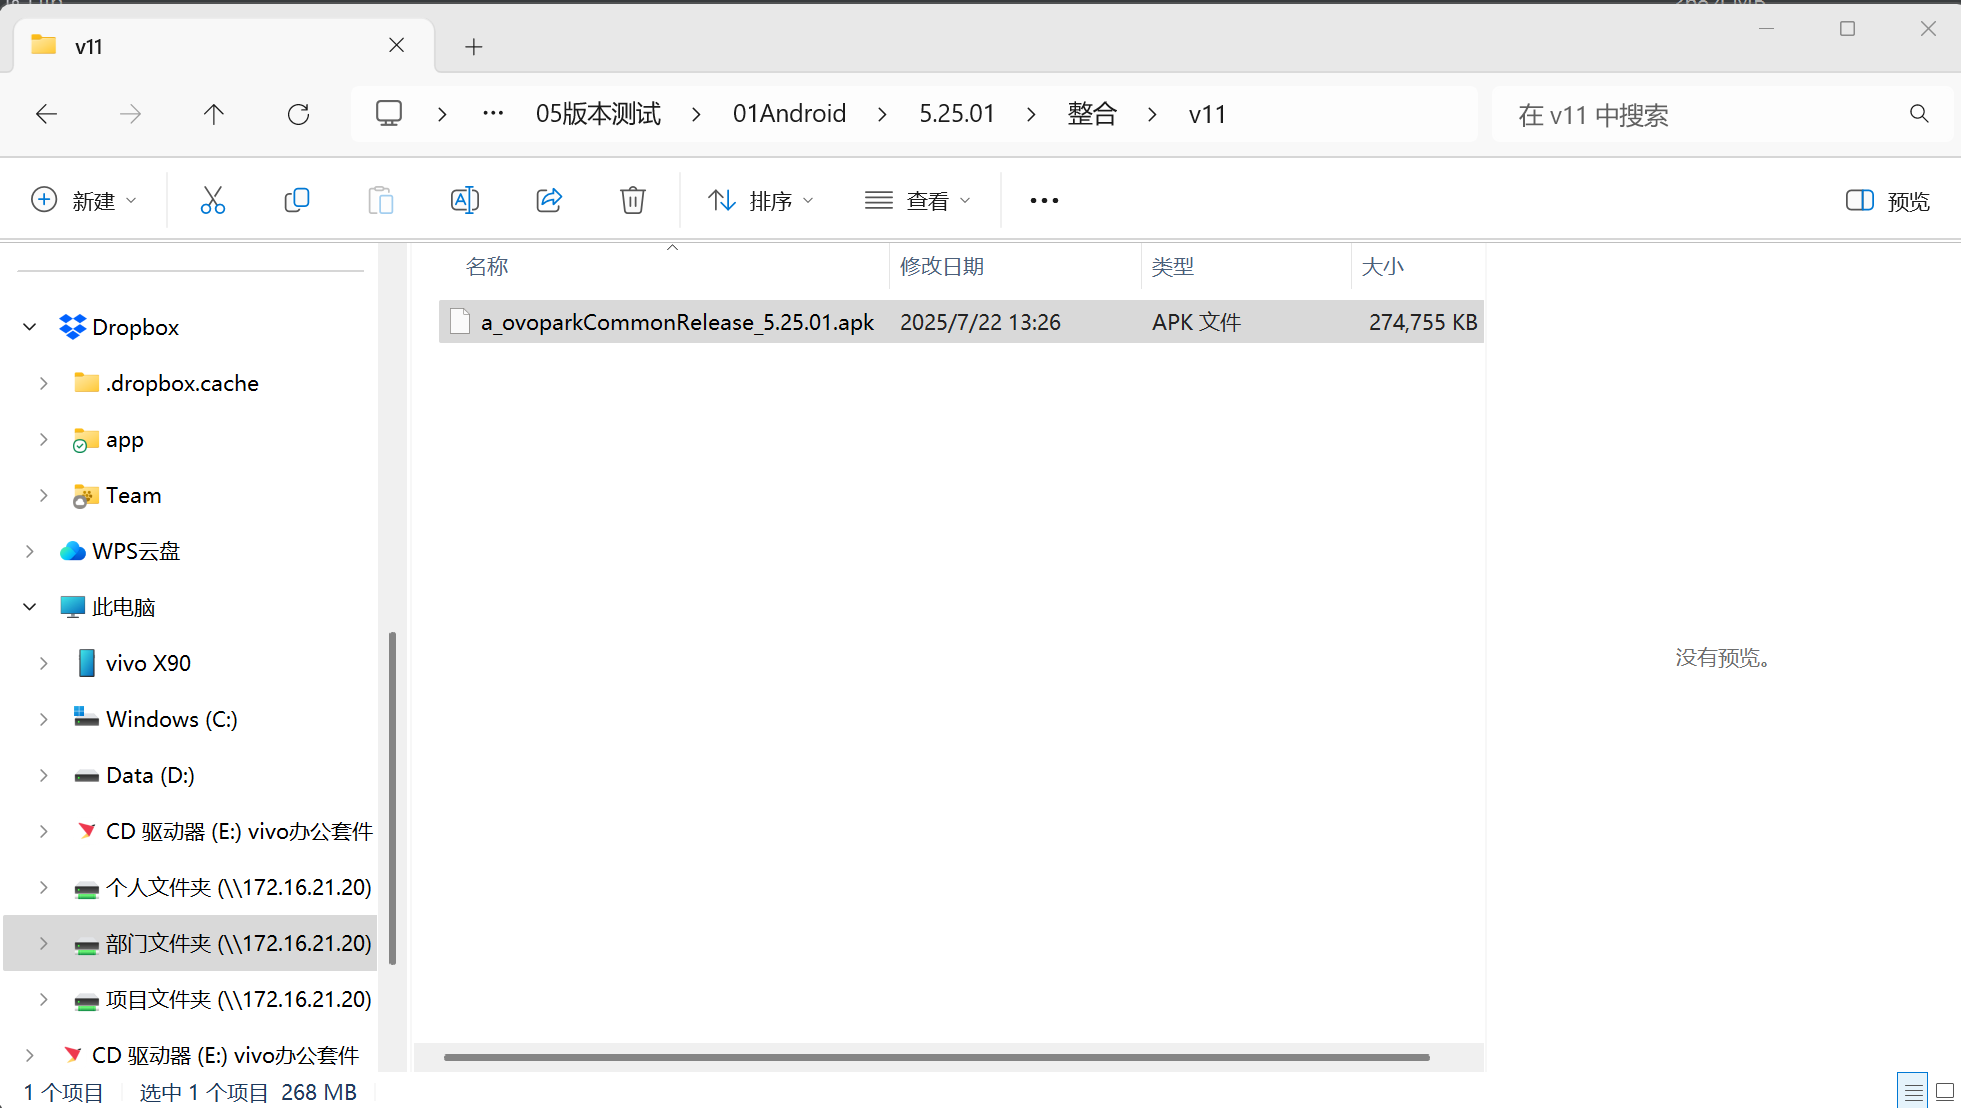 v11
05版本测试 01Android 5.25.01 整合 v11
在 v11 中搜索
新建 排序 查看 预览
名称 修改日期 类型 大小
a_ovoparkCommonRelease_5.25.01.apk 2025/7/22 13:26 APK 文件 274,755 KB
Dropbox
.dropbox.cache
app
Team
WPS云盘
此电脑
vivo X90
Windows (C:)
Data (D:)
CD 驱动器 (E:) vivo办公套件
个人文件夹 (\\172.16.21.20)
部门文件夹 (\\172.16.21.20)
项目文件夹 (\\172.16.21.20)
CD 驱动器 (E:) vivo办公套件
没有预览。
1 个项目 选中 1 个项目 268 MB